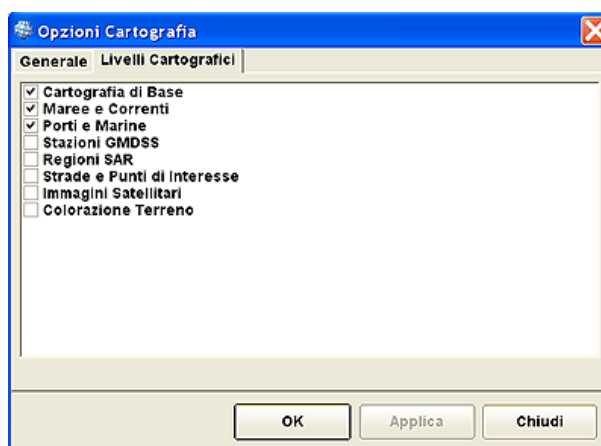 Opzioni Cartografia
Generale Livelli Cartografici
Cartografia di Base
Maree e Correnti
Porti e Marine
Stazioni GMDSS
Regioni SAR
Strade e Punti di Interesse
Immagini Satellitari
Colorazione Terreno
OK Applica Chiudi